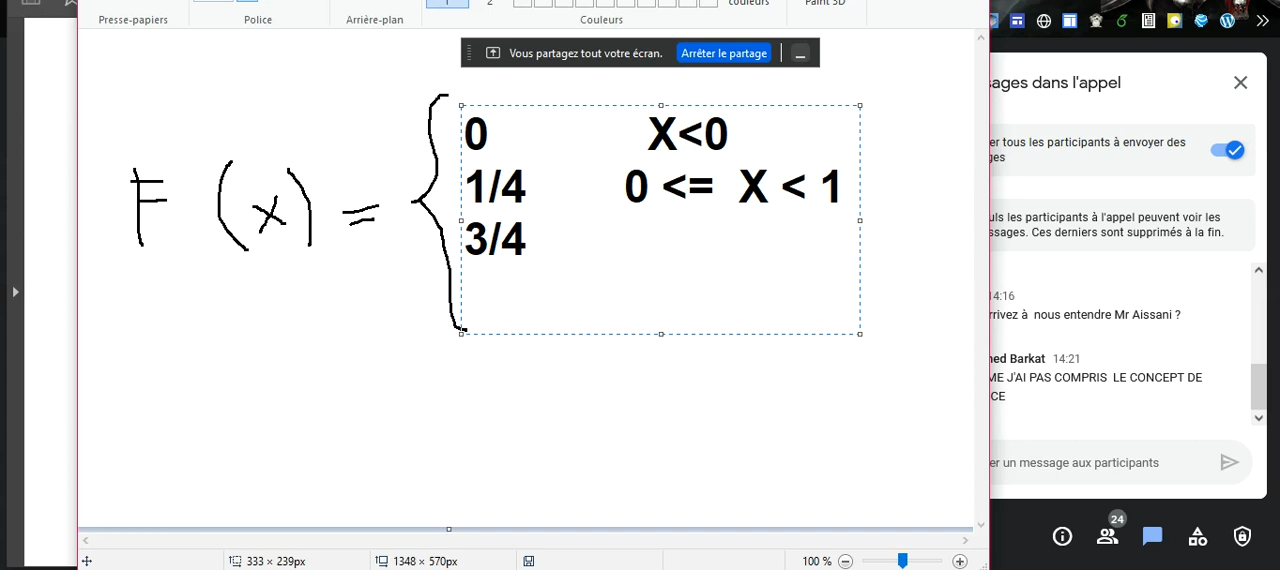 Presse-papiers Police Arrière-plan 1 2 Couleurs couleurs Paint 3D
Vous partagez tout votre écran. Arrêter le partage
F (x) =
0 X<0
1/4 0 <= X < 1
3/4
100 %
333 × 239px
1348 × 570px
ages dans l'appel
er tous les participants à envoyer des
ges
uls les participants à l'appel peuvent voir les
ssages. Ces derniers sont supprimés à la fin.
14:16
rrivez à nous entendre Mr Aissani ?
ned Barkat 14:21
ME J'AI PAS COMPRIS LE CONCEPT DE
CE
er un message aux participants
24